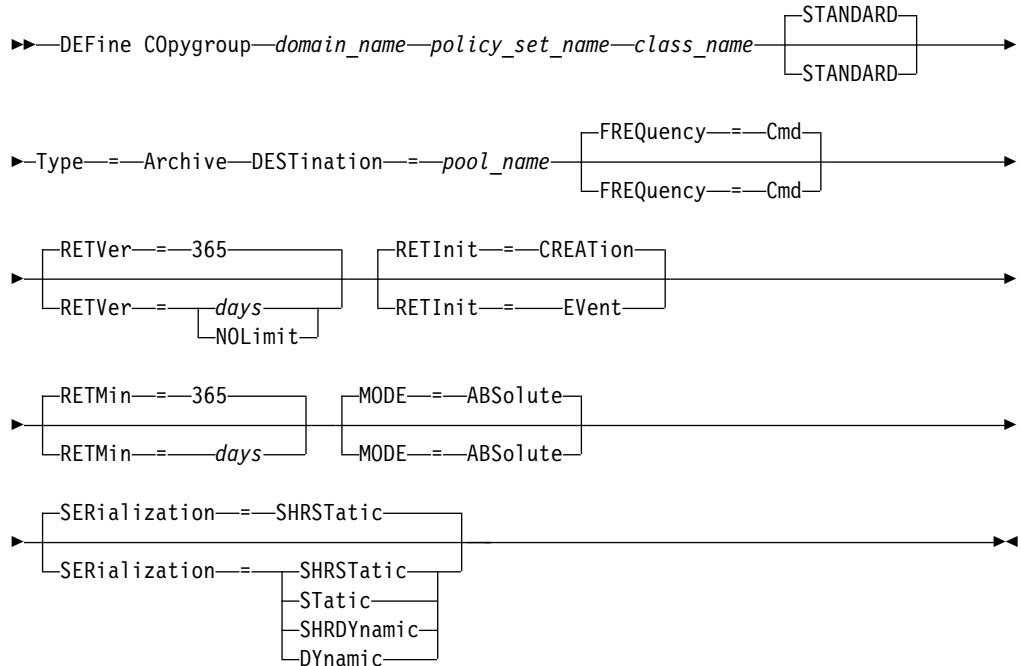 STANDARD
DEFine COpygroup domain_name policy_set_name class_name
STANDARD
FREQuency = Cmd
Type = Archive DESTination = pool_name
FREQuency = Cmd
RETVer = 365 RETInit = CREATion
RETVer = days RETInit = EVent
NOLimit
RETMin = 365 MODE = ABSolute
RETMin = days MODE = ABSolute
SERialization = SHRSTatic
SERialization = SHRSTatic
STatic
SHRDYnamic
DYnamic